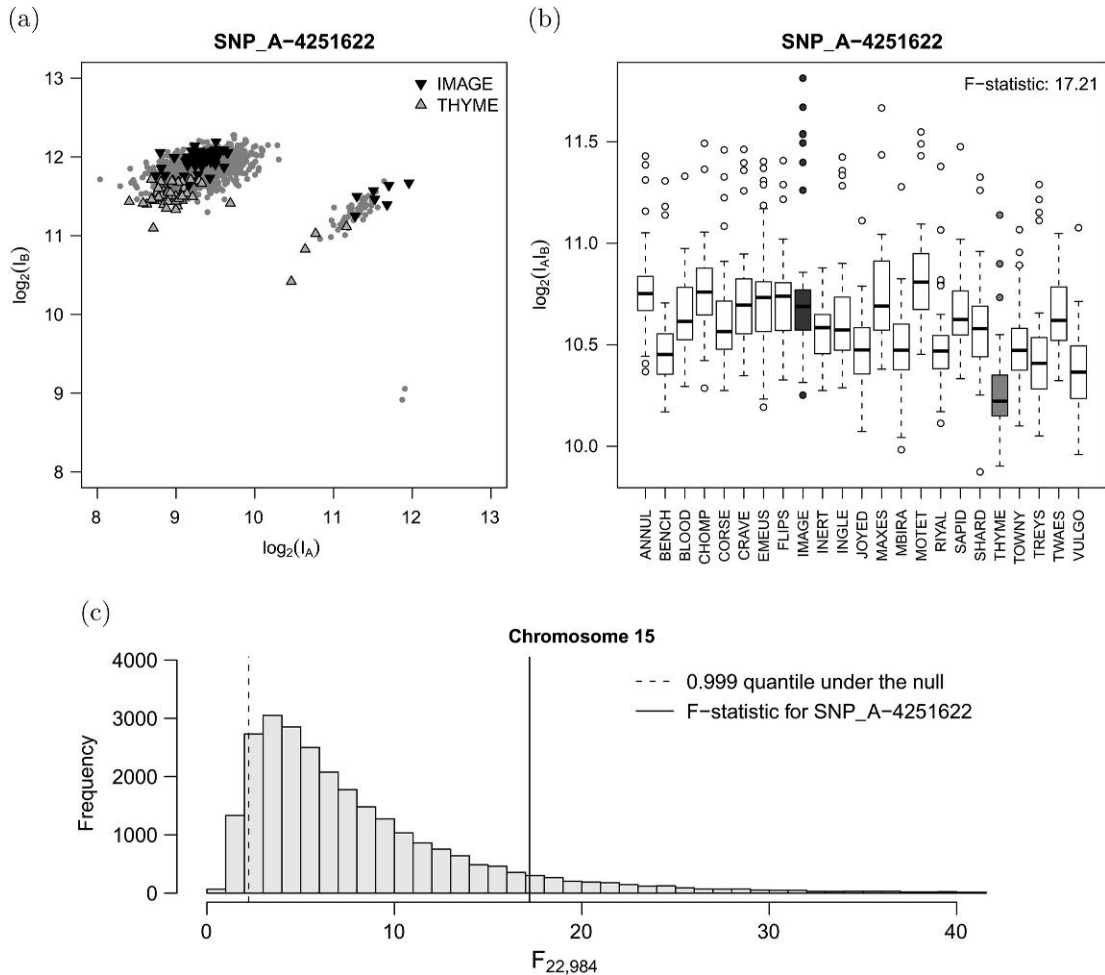 (a)
SNP_A−4251622
IMAGE
THYME
13
12
11
10
9
8
log2(IB)
8 9 10 11 12 13
log2(IA)
(b)
SNP_A−4251622
F−statistic: 17.21
11.5
11.0
10.5
10.0
log2(IAIB)
ANNUL
BENCH
BLOOD
CHOMP
CORSE
CRAVE
EMEUS
FLIPS
IMAGE
INERT
INGLE
JOYED
MAXES
MBIRA
MOTET
RIYAL
SAPID
SHARD
THYME
TOWNY
TREYS
TWAES
VULGO
(c)
Chromosome 15
0.999 quantile under the null
F−statistic for SNP_A−4251622
4000
3000
2000
1000
0
Frequency
0 10 20 30 40
F22,984